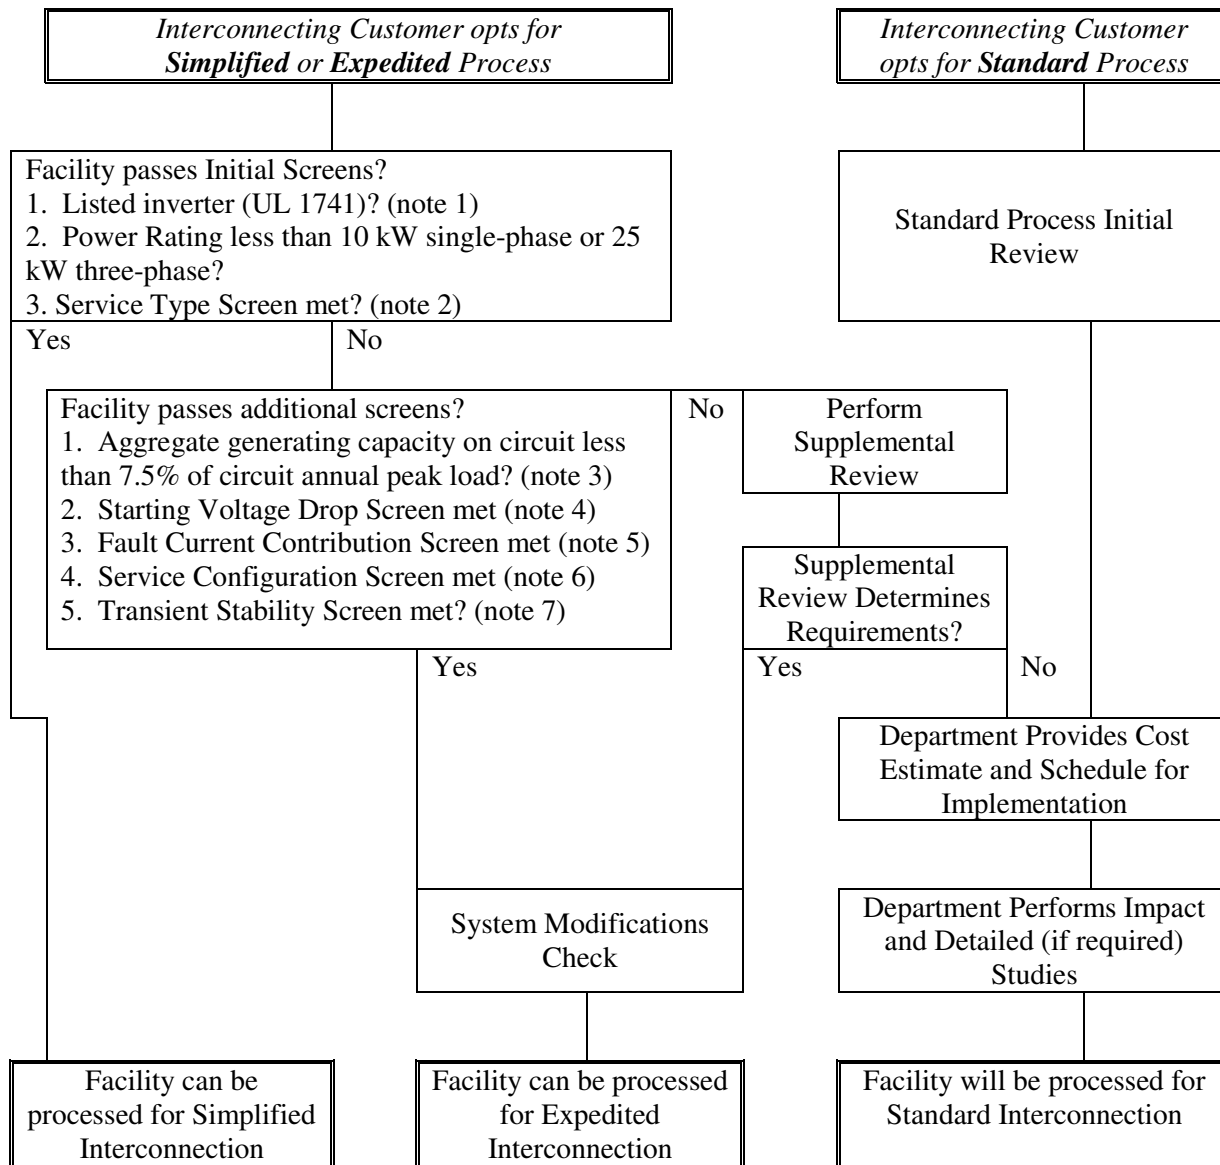 Interconnecting Customer opts for
Simplified or Expedited Process
Interconnecting Customer
opts for Standard Process
Facility passes Initial Screens?
1. Listed inverter (UL 1741)? (note 1)
2. Power Rating less than 10 kW single-phase or 25
kW three-phase?
3. Service Type Screen met? (note 2)
Standard Process Initial
Review
Yes
No
Facility passes additional screens?
1. Aggregate generating capacity on circuit less
than 7.5% of circuit annual peak load? (note 3)
2. Starting Voltage Drop Screen met (note 4)
3. Fault Current Contribution Screen met (note 5)
4. Service Configuration Screen met (note 6)
5. Transient Stability Screen met? (note 7)
No
Perform
Supplemental
Review
Supplemental
Review Determines
Requirements?
Yes
Yes
No
Department Provides Cost
Estimate and Schedule for
Implementation
System Modifications
Check
Department Performs Impact
and Detailed (if required)
Studies
Facility can be
processed for Simplified
Interconnection
Facility can be processed
for Expedited
Interconnection
Facility will be processed for
Standard Interconnection